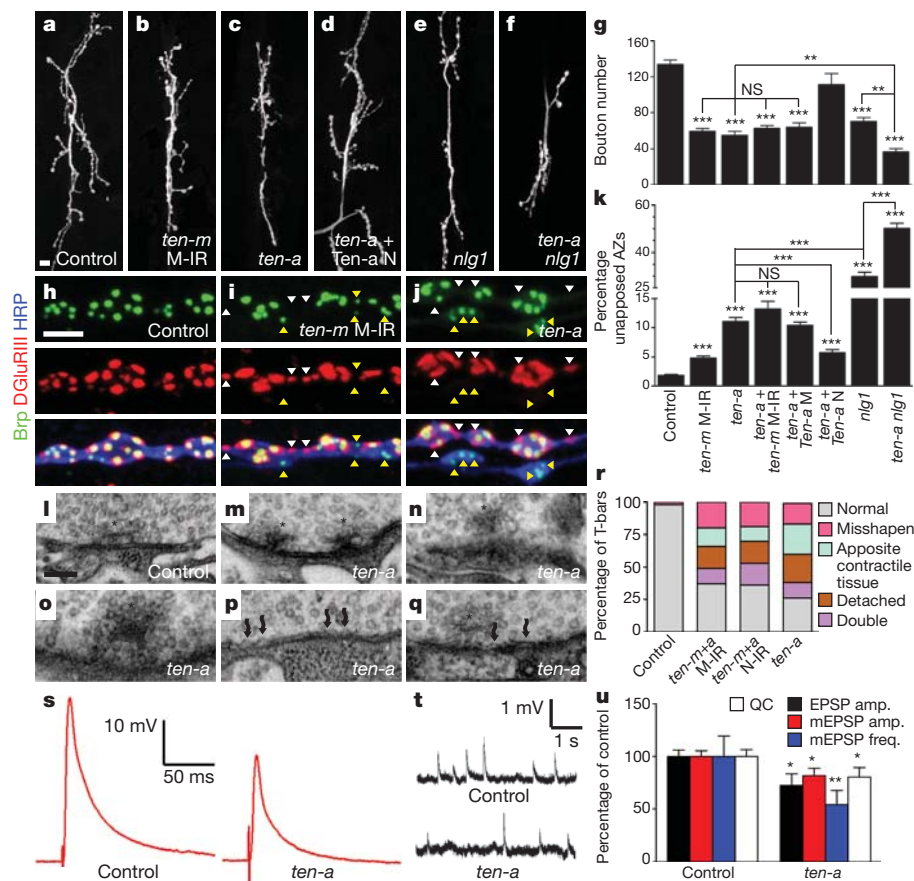 a
Control
b
ten-m
M-IR
c
ten-a
d
ten-a +
Ten-a N
e
nlg1
f
ten-a
nlg1
g
Bouton number
160
120
80
40
0
***
***
***
***
NS
**
***
**
***
h
Control
i
ten-m M-IR
j
ten-a
Brp DGluRIII HRP
k
Percentage
unapposed AZs
60
50
25
15
10
5
0
***
***
***
***
***
NS
***
***
***
***
***
Control
ten-m M-IR
ten-a
ten-a +
ten-m M-IR
ten-a +
Ten-a M
ten-a +
Ten-a N
nlg1
ten-a nlg1
l
*
Control
m
*
*
ten-a
n
*
ten-a
o
ten-a
p
ten-a
q
*
ten-a
r
Percentage of T-bars
100
75
50
25
0
Control
ten-m+a
M-IR
ten-m+a
N-IR
ten-a
Normal
Misshapen
Apposite
contractile
tissue
Detached
Double
s
10 mV
50 ms
Control
ten-a
t
1 mV
1 s
Control
ten-a
u
QC
EPSP amp.
mEPSP amp.
mEPSP freq.
Percentage of control
150
100
50
0
*
*
**
*
Control
ten-a